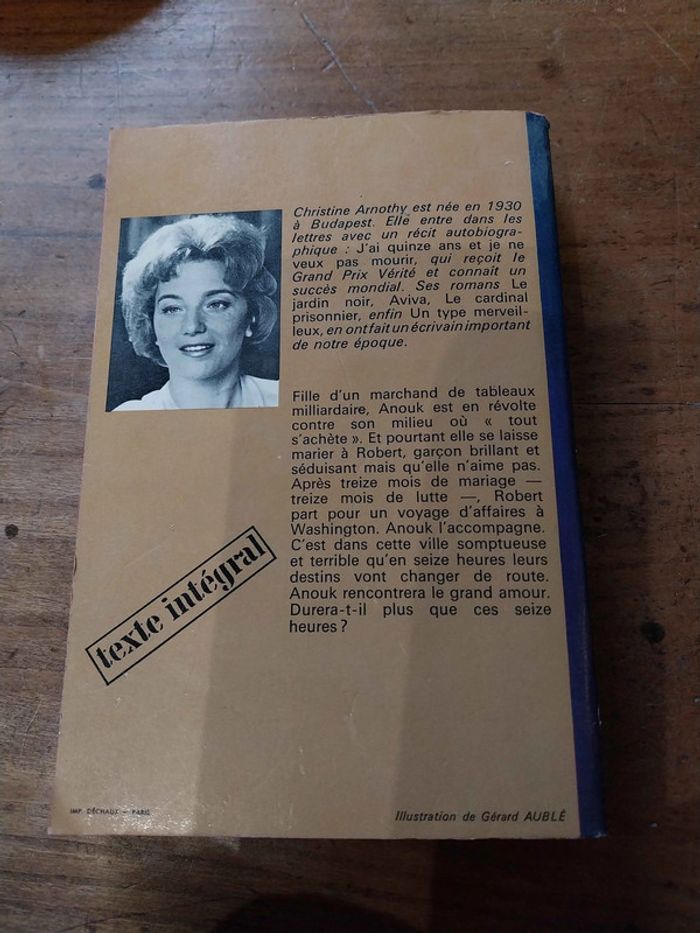 Christine Arnothy est née en 1930
à Budapest. Elle entre dans les
lettres avec un récit autobiogra-
phique : J'ai quinze ans et je ne
veux pas mourir, qui reçoit le
Grand Prix Vérité et connaît un
succès mondial. Ses romans Le
jardin noir, Aviva, Le cardinal
prisonnier, enfin Un type merveil-
leux, en ont fait un écrivain important
de notre époque.
Fille d'un marchand de tableaux
milliardaire, Anouk est en révolte
contre son milieu où « tout
s'achète ». Et pourtant elle se laisse
marier à Robert, garçon brillant et
séduisant mais qu'elle n'aime pas.
Après treize mois de mariage —
treize mois de lutte —, Robert
part pour un voyage d'affaires à
Washington. Anouk l'accompagne.
C'est dans cette ville somptueuse
et terrible qu'en seize heures leurs
destins vont changer de route.
Anouk rencontrera le grand amour.
Durera-t-il plus que ces seize
heures ?
texte intégral
IMP. DÉCHAUX - PARIS
Illustration de Gérard AUBLÉ